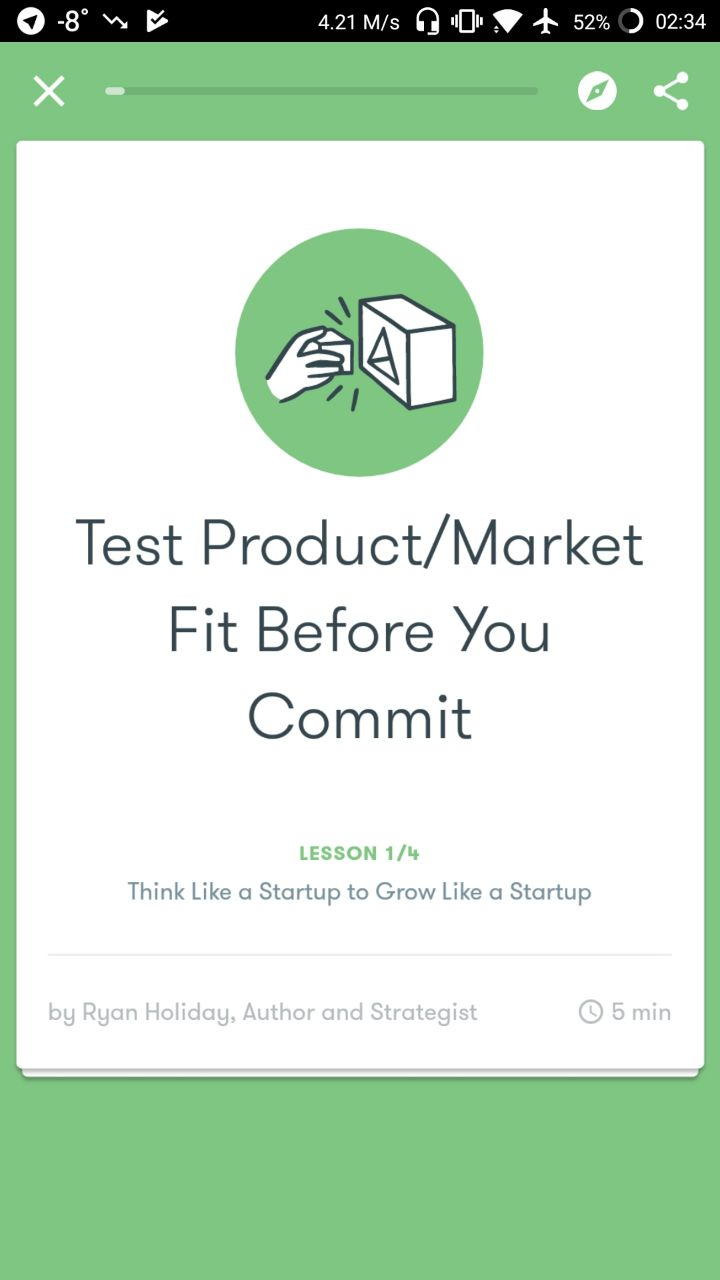 -8° 4.21 M/s 52% 02:34
Test Product/Market
Fit Before You
Commit
LESSON 1/4
Think Like a Startup to Grow Like a Startup
by Ryan Holiday, Author and Strategist 5 min